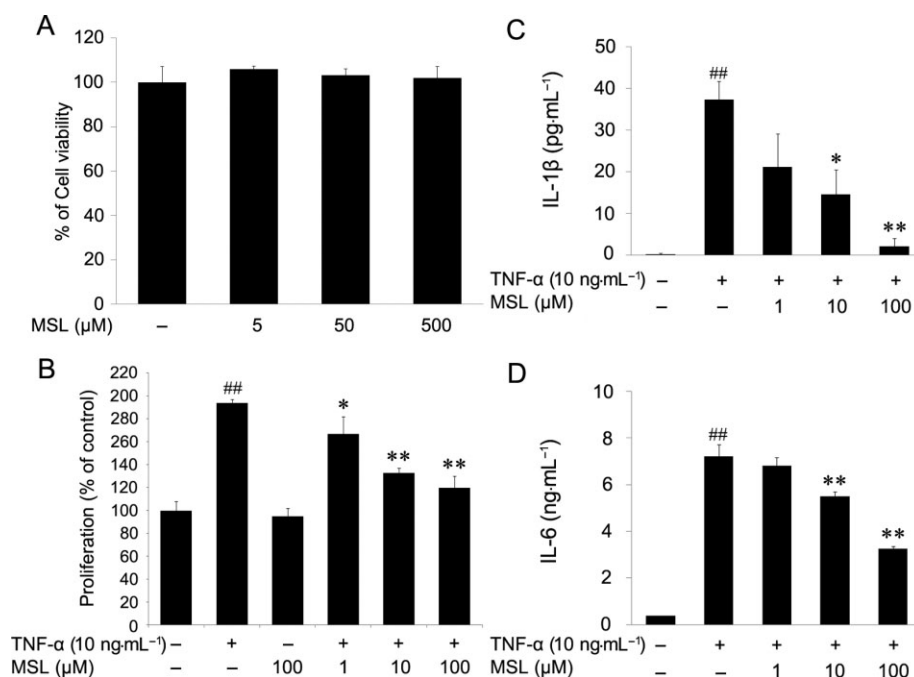 A
120
100
80
60
40
20
0
% of Cell viability
MSL (μM)
– 5 50 500
B
220
200
180
260
140
120
100
80
60
40
20
0
Proliferation (% of control)
TNF-α (10 ng·mL⁻¹)
– + – + + +
MSL (μM)
– – 100 1 10 100
##
*
**
**
C
50
40
30
20
10
0
IL-1β (pg·mL⁻¹)
##
*
**
TNF-α (10 ng·mL⁻¹)
– + + + +
MSL (μM)
– – 1 10 100
D
10
8
6
4
2
0
IL-6 (ng·mL⁻¹)
##
**
**
TNF-α (10 ng·mL⁻¹)
– + + + +
MSL (μM)
– – 1 10 100